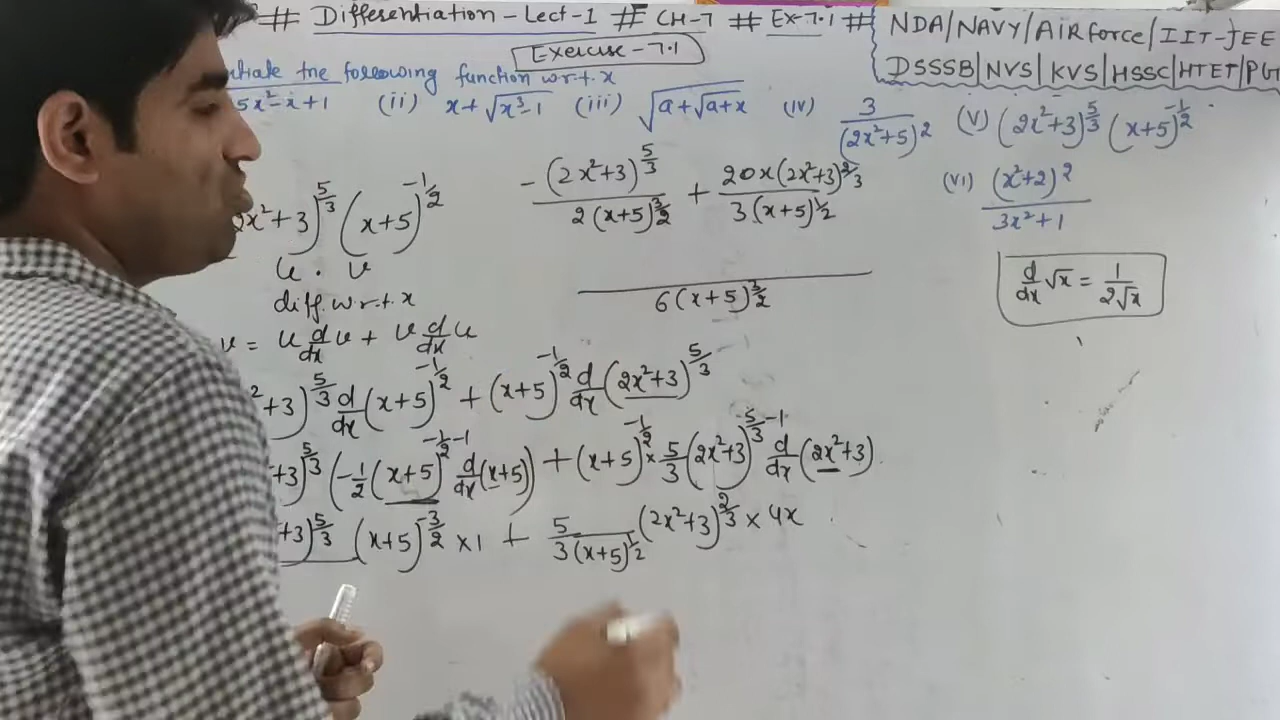 # Differentiation - Lect-1 # CH-7 # Ex-7.1 #
NDA/NAVY/AiRforce/IIT-JEE
DSSSB|NVS|KVS|HSSC|HTET|PGT
Exercise-7.1
the following function w.r.t. x
5x²-x+1 (ii) x+√(x³-1) (iii) √(a+√(a+x)) (iv) 3/(2x²+5)² (v) (2x²+3)^(5/3) (x+5)^(-1/2)
(vi) (x²+2)²/(3x²+1)
2x²+3)^(5/3) (x+5)^(-1/2)
u . v
diff. w.r.t. x
v = u d/dx v + v d/dx u
²+3)^(5/3) d/dx (x+5)^(-1/2) + (x+5)^(-1/2) d/dx (2x²+3)^(5/3)
+3)^(5/3) (-1/2 (x+5)^(-1/2-1) d/dx (x+5)) + (x+5)^(-1/2) × 5/3 (2x²+3)^(5/3-1) d/dx (2x²+3)
+3)^(5/3) (x+5)^(-3/2) ×1 + 5/(3(x+5)^(1/2)) (2x²+3)^(2/3) × 4x
-(2x²+3)^(5/3)/(2(x+5)^(3/2)) + 20x(2x²+3)^(2/3)/(3(x+5)^(1/2))
6(x+5)^(3/2)
d/dx √x = 1/(2√x)